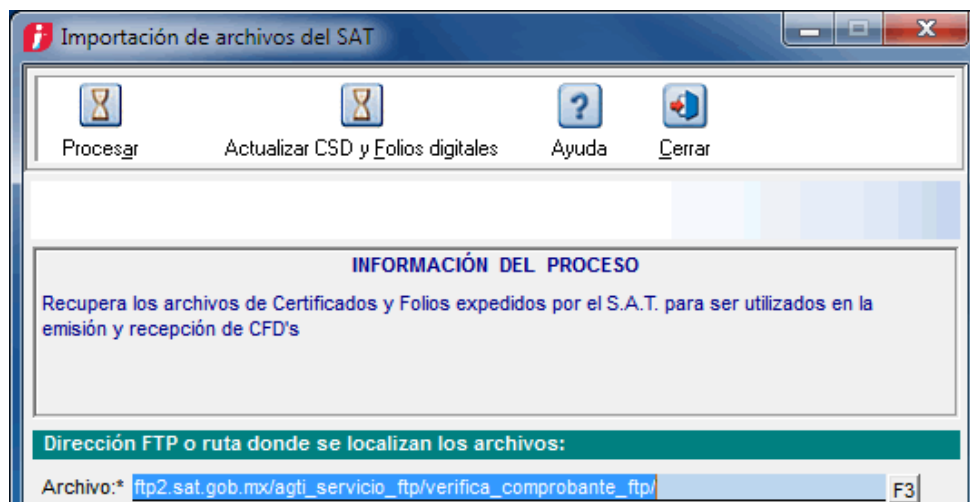 Importación de archivos del SAT
Procesar Actualizar CSD y Folios digitales Ayuda Cerrar
INFORMACIÓN DEL PROCESO
Recupera los archivos de Certificados y Folios expedidos por el S.A.T. para ser utilizados en la
emisión y recepción de CFD's
Dirección FTP o ruta donde se localizan los archivos:
Archivo:* ftp2.sat.gob.mx/agti_servicio_ftp/verifica_comprobante_ftp/ F3